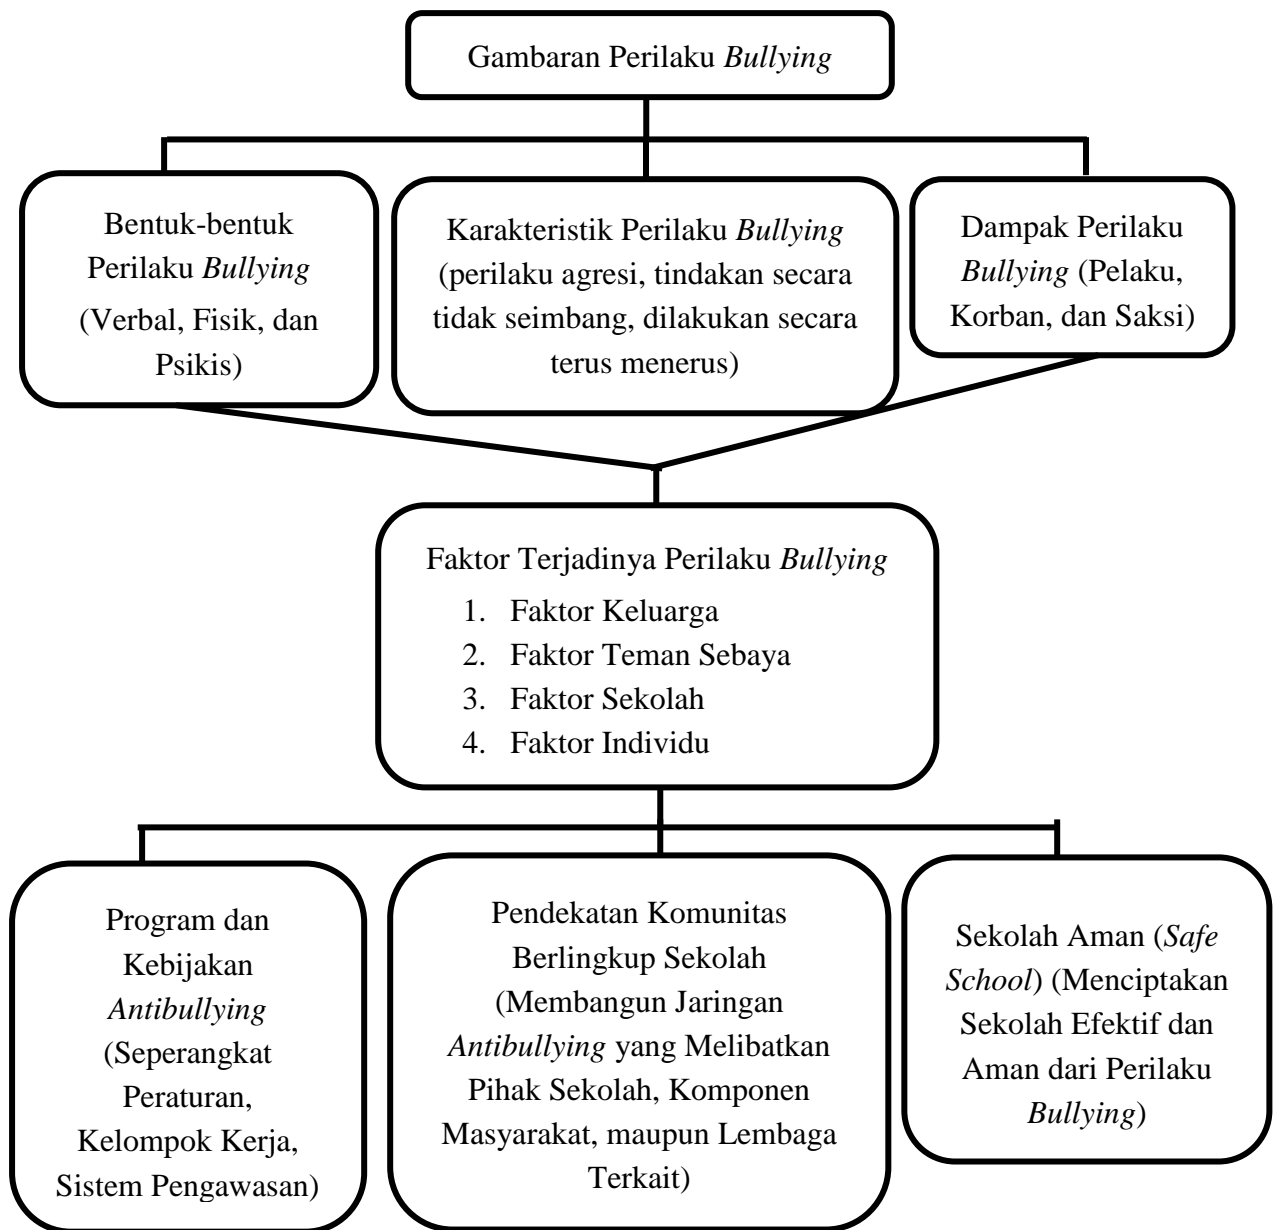 Gambaran Perilaku Bullying
Bentuk-bentuk
Perilaku Bullying
(Verbal, Fisik, dan
Psikis)
Karakteristik Perilaku Bullying
(perilaku agresi, tindakan secara
tidak seimbang, dilakukan secara
terus menerus)
Dampak Perilaku
Bullying (Pelaku,
Korban, dan Saksi)
Faktor Terjadinya Perilaku Bullying
1. Faktor Keluarga
2. Faktor Teman Sebaya
3. Faktor Sekolah
4. Faktor Individu
Program dan
Kebijakan
Antibullying
(Seperangkat
Peraturan,
Kelompok Kerja,
Sistem Pengawasan)
Pendekatan Komunitas
Berlingkup Sekolah
(Membangun Jaringan
Antibullying yang Melibatkan
Pihak Sekolah, Komponen
Masyarakat, maupun Lembaga
Terkait)
Sekolah Aman (Safe
School) (Menciptakan
Sekolah Efektif dan
Aman dari Perilaku
Bullying)